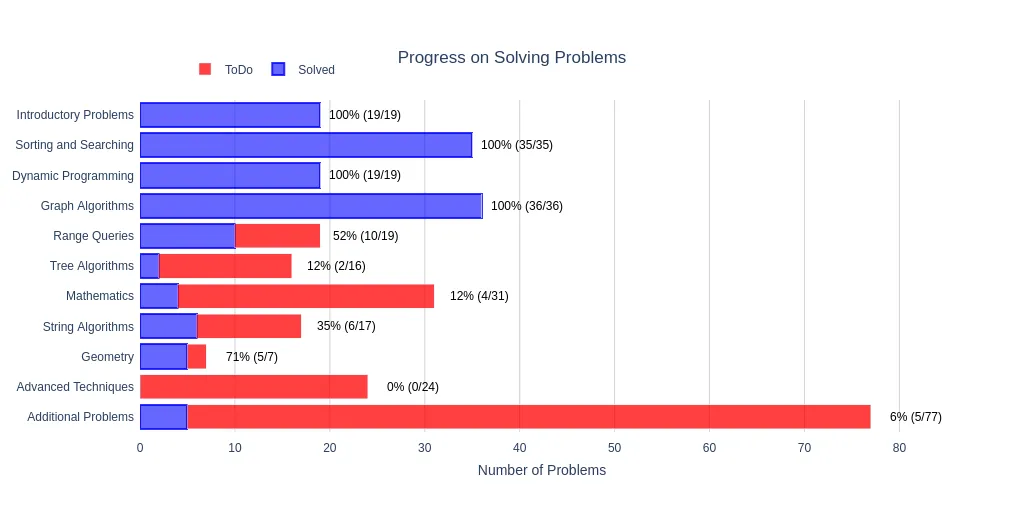 Progress on Solving Problems
ToDo
Solved
Introductory Problems
100% (19/19)
Sorting and Searching
100% (35/35)
Dynamic Programming
100% (19/19)
Graph Algorithms
100% (36/36)
Range Queries
52% (10/19)
Tree Algorithms
12% (2/16)
Mathematics
12% (4/31)
String Algorithms
35% (6/17)
Geometry
71% (5/7)
Advanced Techniques
0% (0/24)
Additional Problems
6% (5/77)
0 10 20 30 40 50 60 70 80
Number of Problems